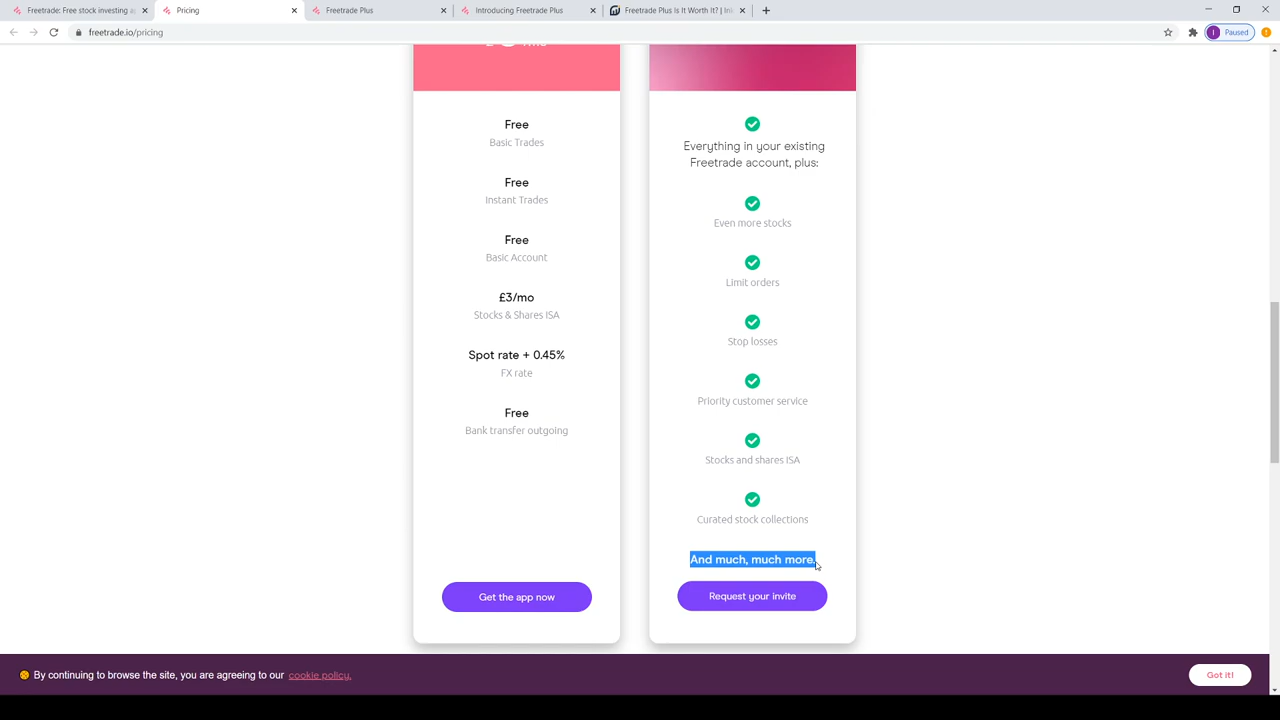 Freetrade: Free stock investing a
Pricing
Freetrade Plus
Introducing Freetrade Plus
Freetrade Plus Is It Worth It? | In
freetrade.io/pricing
I
Paused
Free
Basic Trades
Free
Instant Trades
Free
Basic Account
£3/mo
Stocks & Shares ISA
Spot rate + 0.45%
FX rate
Free
Bank transfer outgoing
Get the app now
Everything in your existing
Freetrade account, plus:
Even more stocks
Limit orders
Stop losses
Priority customer service
Stocks and shares ISA
Curated stock collections
And much, much more.
Request your invite
By continuing to browse the site, you are agreeing to our cookie policy.
Got it!